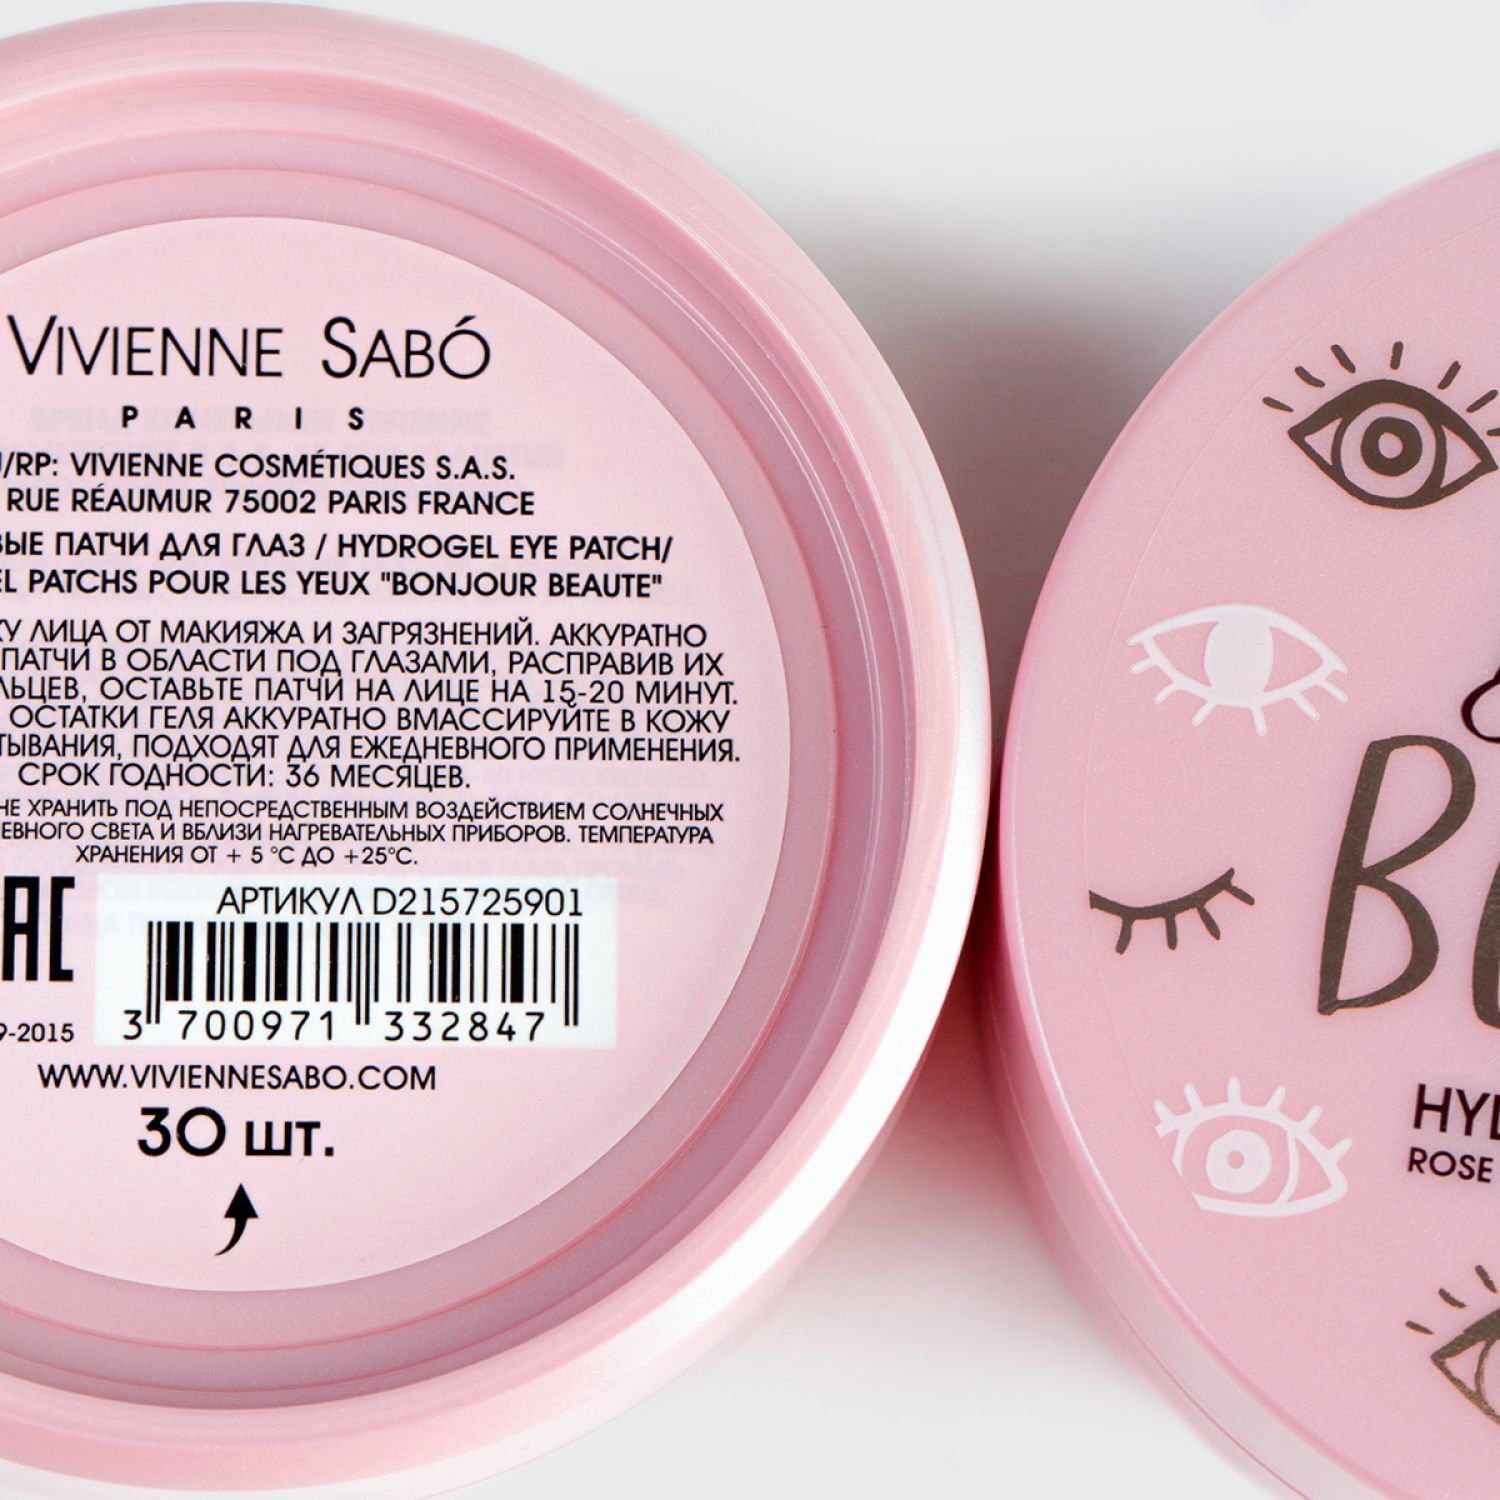 VIVIENNE SABÓ
PARIS
/RP: VIVIENNE COSMÉTIQUES S.A.S.
RUE RÉAUMUR 75002 PARIS FRANCE
ВЫЕ ПАТЧИ ДЛЯ ГЛАЗ / HYDROGEL EYE PATCH/
EL PATCHS POUR LES YEUX "BONJOUR BEAUTE"
ЛИЦА ОТ МАКИЯЖА И ЗАГРЯЗНЕНИЙ. АККУРАТНО
ПАТЧИ В ОБЛАСТИ ПОД ГЛАЗАМИ, РАСПРАВИВ ИХ
ЛЬЦЕВ, ОСТАВЬТЕ ПАТЧИ НА ЛИЦЕ НА 15-20 МИНУТ.
ОСТАТКИ ГЕЛЯ АККУРАТНО ВМАССИРУЙТЕ В КОЖУ
ТЫВАНИЯ, ПОДХОДЯТ ДЛЯ ЕЖЕДНЕВНОГО ПРИМЕНЕНИЯ.
СРОК ГОДНОСТИ: 36 МЕСЯЦЕВ.
НЕ ХРАНИТЬ ПОД НЕПОСРЕДСТВЕННЫМ ВОЗДЕЙСТВИЕМ СОЛНЕЧНЫХ
ЕВНОГО СВЕТА И ВБЛИЗИ НАГРЕВАТЕЛЬНЫХ ПРИБОРОВ. ТЕМПЕРАТУРА
ХРАНЕНИЯ ОТ + 5 °C ДО +25°C.
АРТИКУЛ D215725901
3 700971 332847
9-2015
WWW.VIVIENNESABO.COM
30 шт.
HYD
ROSE